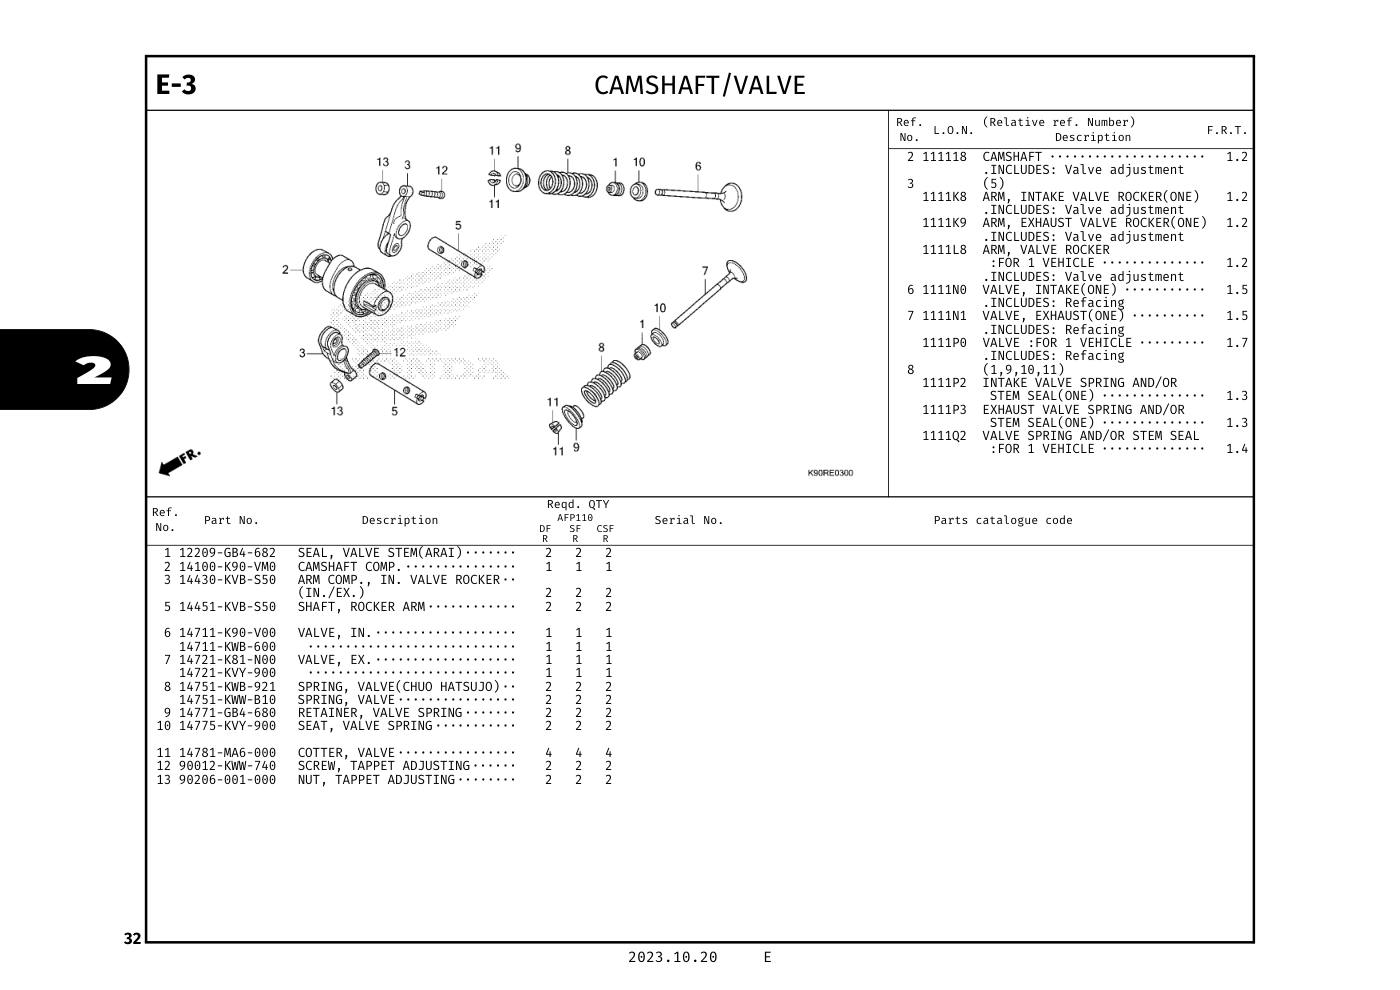 E-3
CAMSHAFT/VALVE
11
9
8
1 10
6
13
3
12
11
5
2
7
10
1
8
3
12
13
5
11
11 9
FR.
HONDA
K90RE0300
2
Ref. No. L.O.N. (Relative ref. Number) Description F.R.T.
2 111118 CAMSHAFT ···················· 1.2
.INCLUDES: Valve adjustment
3 (5)
1111K8 ARM, INTAKE VALVE ROCKER(ONE) 1.2
.INCLUDES: Valve adjustment
1111K9 ARM, EXHAUST VALVE ROCKER(ONE) 1.2
.INCLUDES: Valve adjustment
1111L8 ARM, VALVE ROCKER
:FOR 1 VEHICLE ·············· 1.2
.INCLUDES: Valve adjustment
6 1111N0 VALVE, INTAKE(ONE) ··········· 1.5
.INCLUDES: Refacing
7 1111N1 VALVE, EXHAUST(ONE) ·········· 1.5
.INCLUDES: Refacing
1111P0 VALVE :FOR 1 VEHICLE ········· 1.7
.INCLUDES: Refacing
8 (1,9,10,11)
1111P2 INTAKE VALVE SPRING AND/OR
STEM SEAL(ONE) ·············· 1.3
1111P3 EXHAUST VALVE SPRING AND/OR
STEM SEAL(ONE) ·············· 1.3
1111Q2 VALVE SPRING AND/OR STEM SEAL
:FOR 1 VEHICLE ·············· 1.4
Ref. No. Part No. Description Reqd. QTY Serial No. Parts catalogue code
AFP110
DF SF CSF
R R R
1 12209-GB4-682 SEAL, VALVE STEM(ARAI)······· 2 2 2
2 14100-K90-VM0 CAMSHAFT COMP.··············· 1 1 1
3 14430-KVB-S50 ARM COMP., IN. VALVE ROCKER··
(IN./EX.) 2 2 2
5 14451-KVB-S50 SHAFT, ROCKER ARM············ 2 2 2
6 14711-K90-V00 VALVE, IN.··················· 1 1 1
14711-KWB-600 ···························· 1 1 1
7 14721-K81-N00 VALVE, EX.··················· 1 1 1
14721-KVY-900 ···························· 1 1 1
8 14751-KWB-921 SPRING, VALVE(CHUO HATSUJO)·· 2 2 2
14751-KWW-B10 SPRING, VALVE················ 2 2 2
9 14771-GB4-680 RETAINER, VALVE SPRING······· 2 2 2
10 14775-KVY-900 SEAT, VALVE SPRING··········· 2 2 2
11 14781-MA6-000 COTTER, VALVE················ 4 4 4
12 90012-KWW-740 SCREW, TAPPET ADJUSTING······ 2 2 2
13 90206-001-000 NUT, TAPPET ADJUSTING········ 2 2 2
32
2023.10.20 E